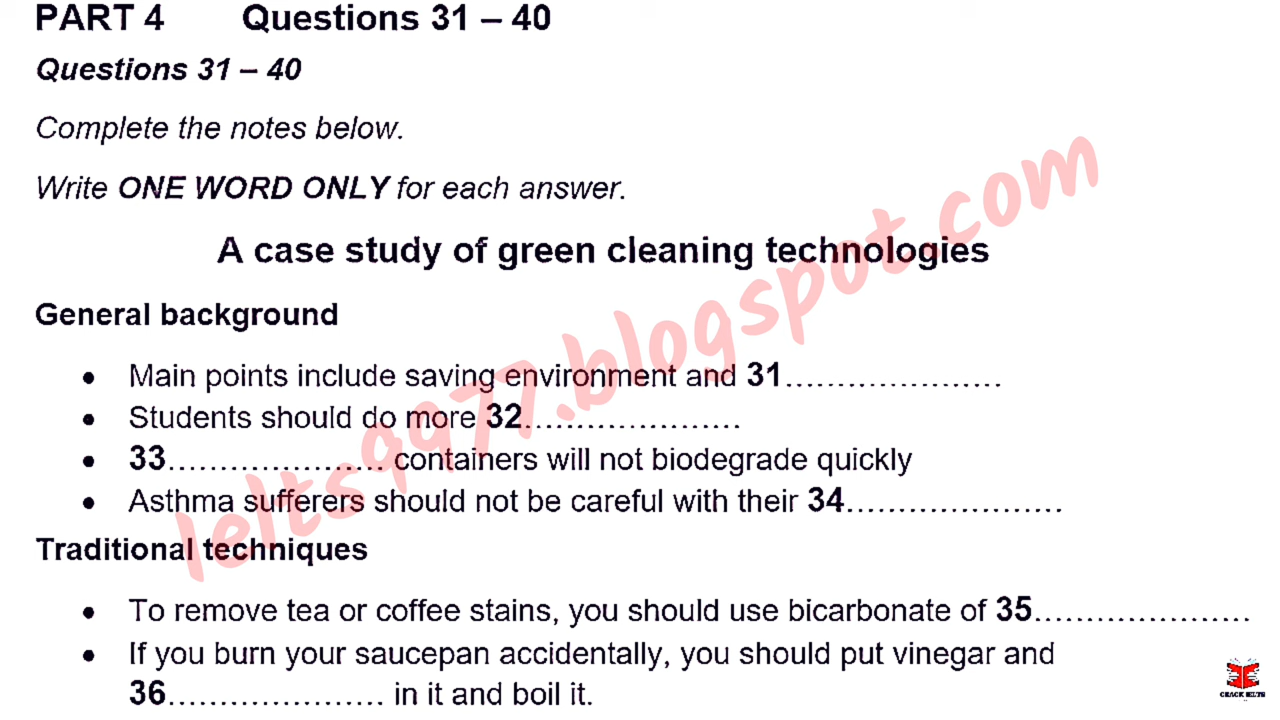 PART 4 Questions 31 – 40
Questions 31 – 40
Complete the notes below.
Write ONE WORD ONLY for each answer.
A case study of green cleaning technologies
General background
• Main points include saving environment and 31.....................
• Students should do more 32.....................
• 33..................... containers will not biodegrade quickly
• Asthma sufferers should not be careful with their 34.....................
Traditional techniques
• To remove tea or coffee stains, you should use bicarbonate of 35.....................
• If you burn your saucepan accidentally, you should put vinegar and
36..................... in it and boil it.
Ielts9977.blogspot.com
CRACK IELTS